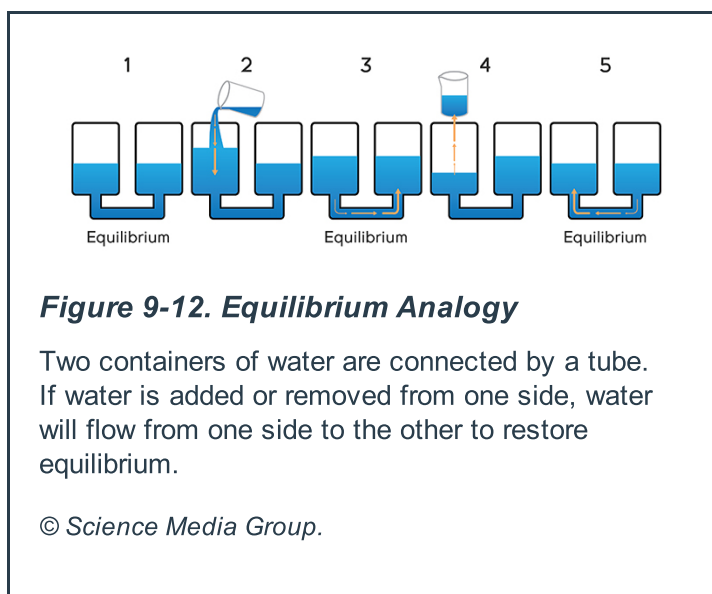 1 2 3 4 5
Equilibrium Equilibrium Equilibrium
Figure 9-12. Equilibrium Analogy
Two containers of water are connected by a tube.
If water is added or removed from one side, water
will flow from one side to the other to restore
equilibrium.
© Science Media Group.